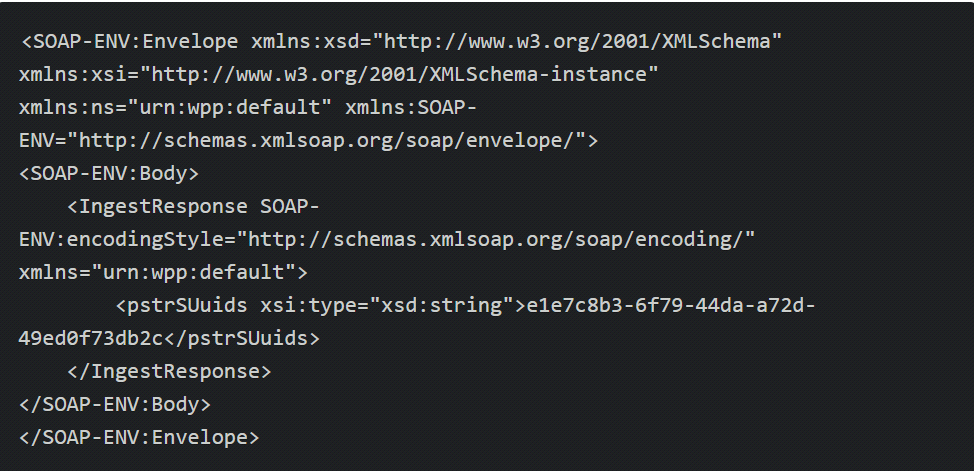 <SOAP-ENV:Envelope xmlns:xsd="http://www.w3.org/2001/XMLSchema"
xmlns:xsi="http://www.w3.org/2001/XMLSchema-instance"
xmlns:ns="urn:wpp:default" xmlns:SOAP-
ENV="http://schemas.xmlsoap.org/soap/envelope/">
<SOAP-ENV:Body>
    <IngestResponse SOAP-
ENV:encodingStyle="http://schemas.xmlsoap.org/soap/encoding/"
xmlns="urn:wpp:default">
        <pstrSUuids xsi:type="xsd:string">e1e7c8b3-6f79-44da-a72d-
49ed0f73db2c</pstrSUuids>
    </IngestResponse>
</SOAP-ENV:Body>
</SOAP-ENV:Envelope>